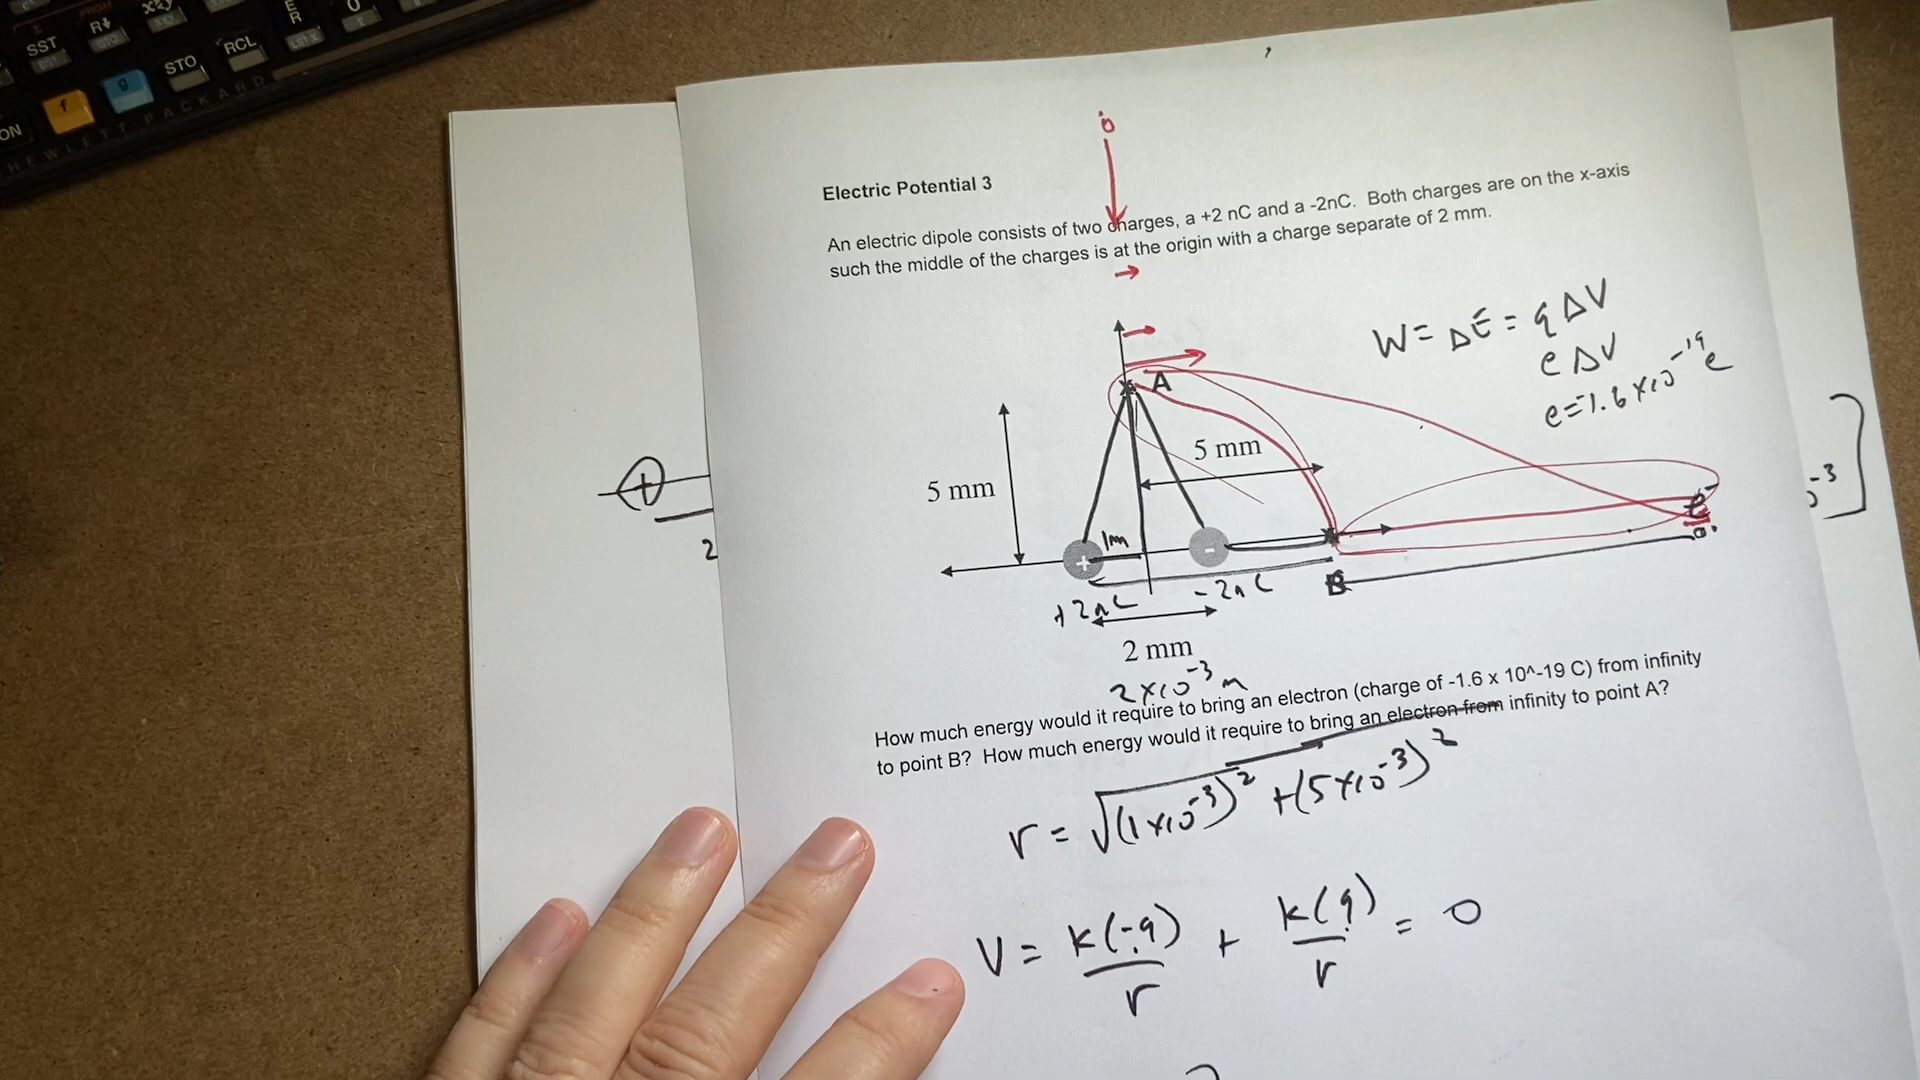 SST
R↓
STO
RCL
f
g
ON
HEWLETT PACKARD
Electric Potential 3
An electric dipole consists of two charges, a +2 nC and a -2nC. Both charges are on the x-axis
such the middle of the charges is at the origin with a charge separate of 2 mm.
W = ΔE = qΔV
eΔV
e=-1.6×10^-19 e
A
5 mm
5 mm
1m
+
-
B
+2nC
-2nC
2 mm
2×10^-3 m
+
2
-3
]
How much energy would it require to bring an electron (charge of -1.6 x 10^-19 C) from infinity
to point B? How much energy would it require to bring an electron from infinity to point A?
r = √(1×10^-3)^2 + (5×10^-3)^2
V = k(-q)/r + k(q)/r = 0